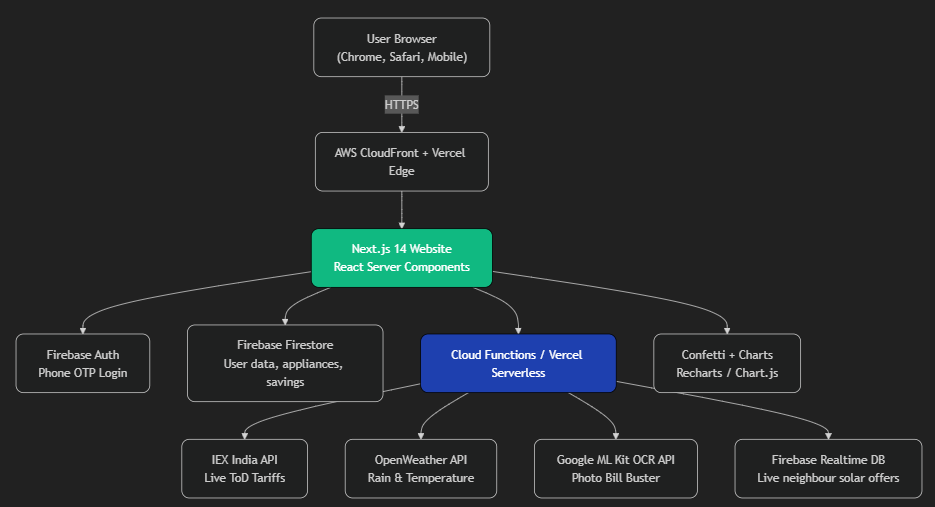 User Browser
(Chrome, Safari, Mobile)
HTTPS
AWS CloudFront + Vercel
Edge
Next.js 14 Website
React Server Components
Firebase Auth
Phone OTP Login
Firebase Firestore
User data, appliances,
savings
Cloud Functions / Vercel
Serverless
Confetti + Charts
Recharts / Chart.js
IEX India API
Live ToD Tariffs
OpenWeather API
Rain & Temperature
Google ML Kit OCR API
Photo Bill Buster
Firebase Realtime DB
Live neighbour solar offers